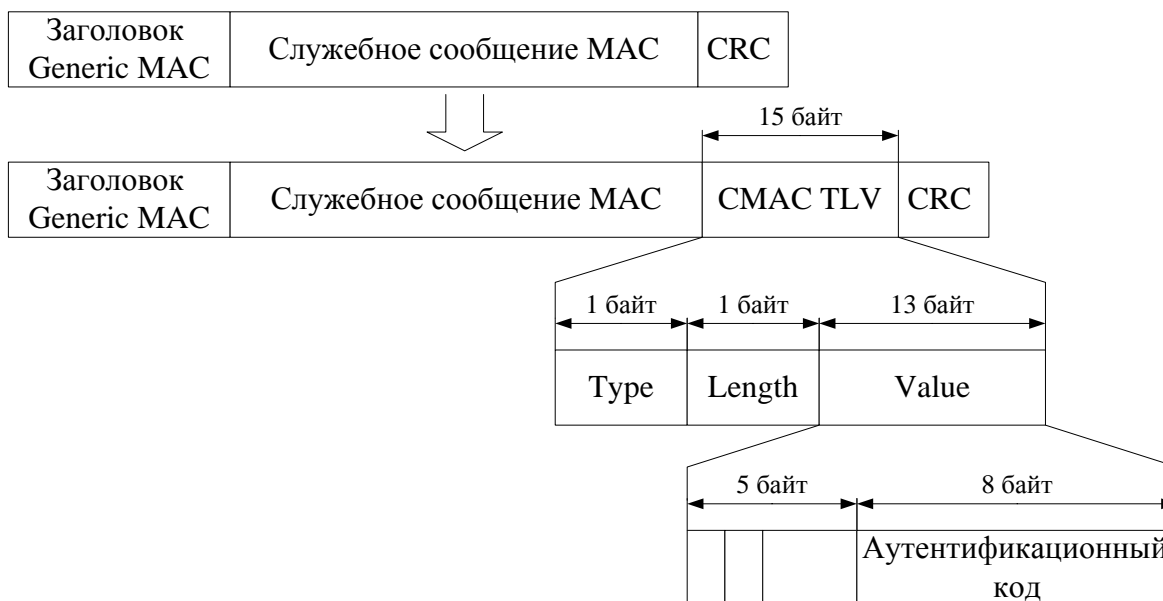 Заголовок
Generic MAC
Служебное сообщение MAC
CRC
15 байт
Заголовок
Generic MAC
Служебное сообщение MAC
CMAC TLV
CRC
1 байт
1 байт
13 байт
Type
Length
Value
5 байт
8 байт
Аутентификационный
код